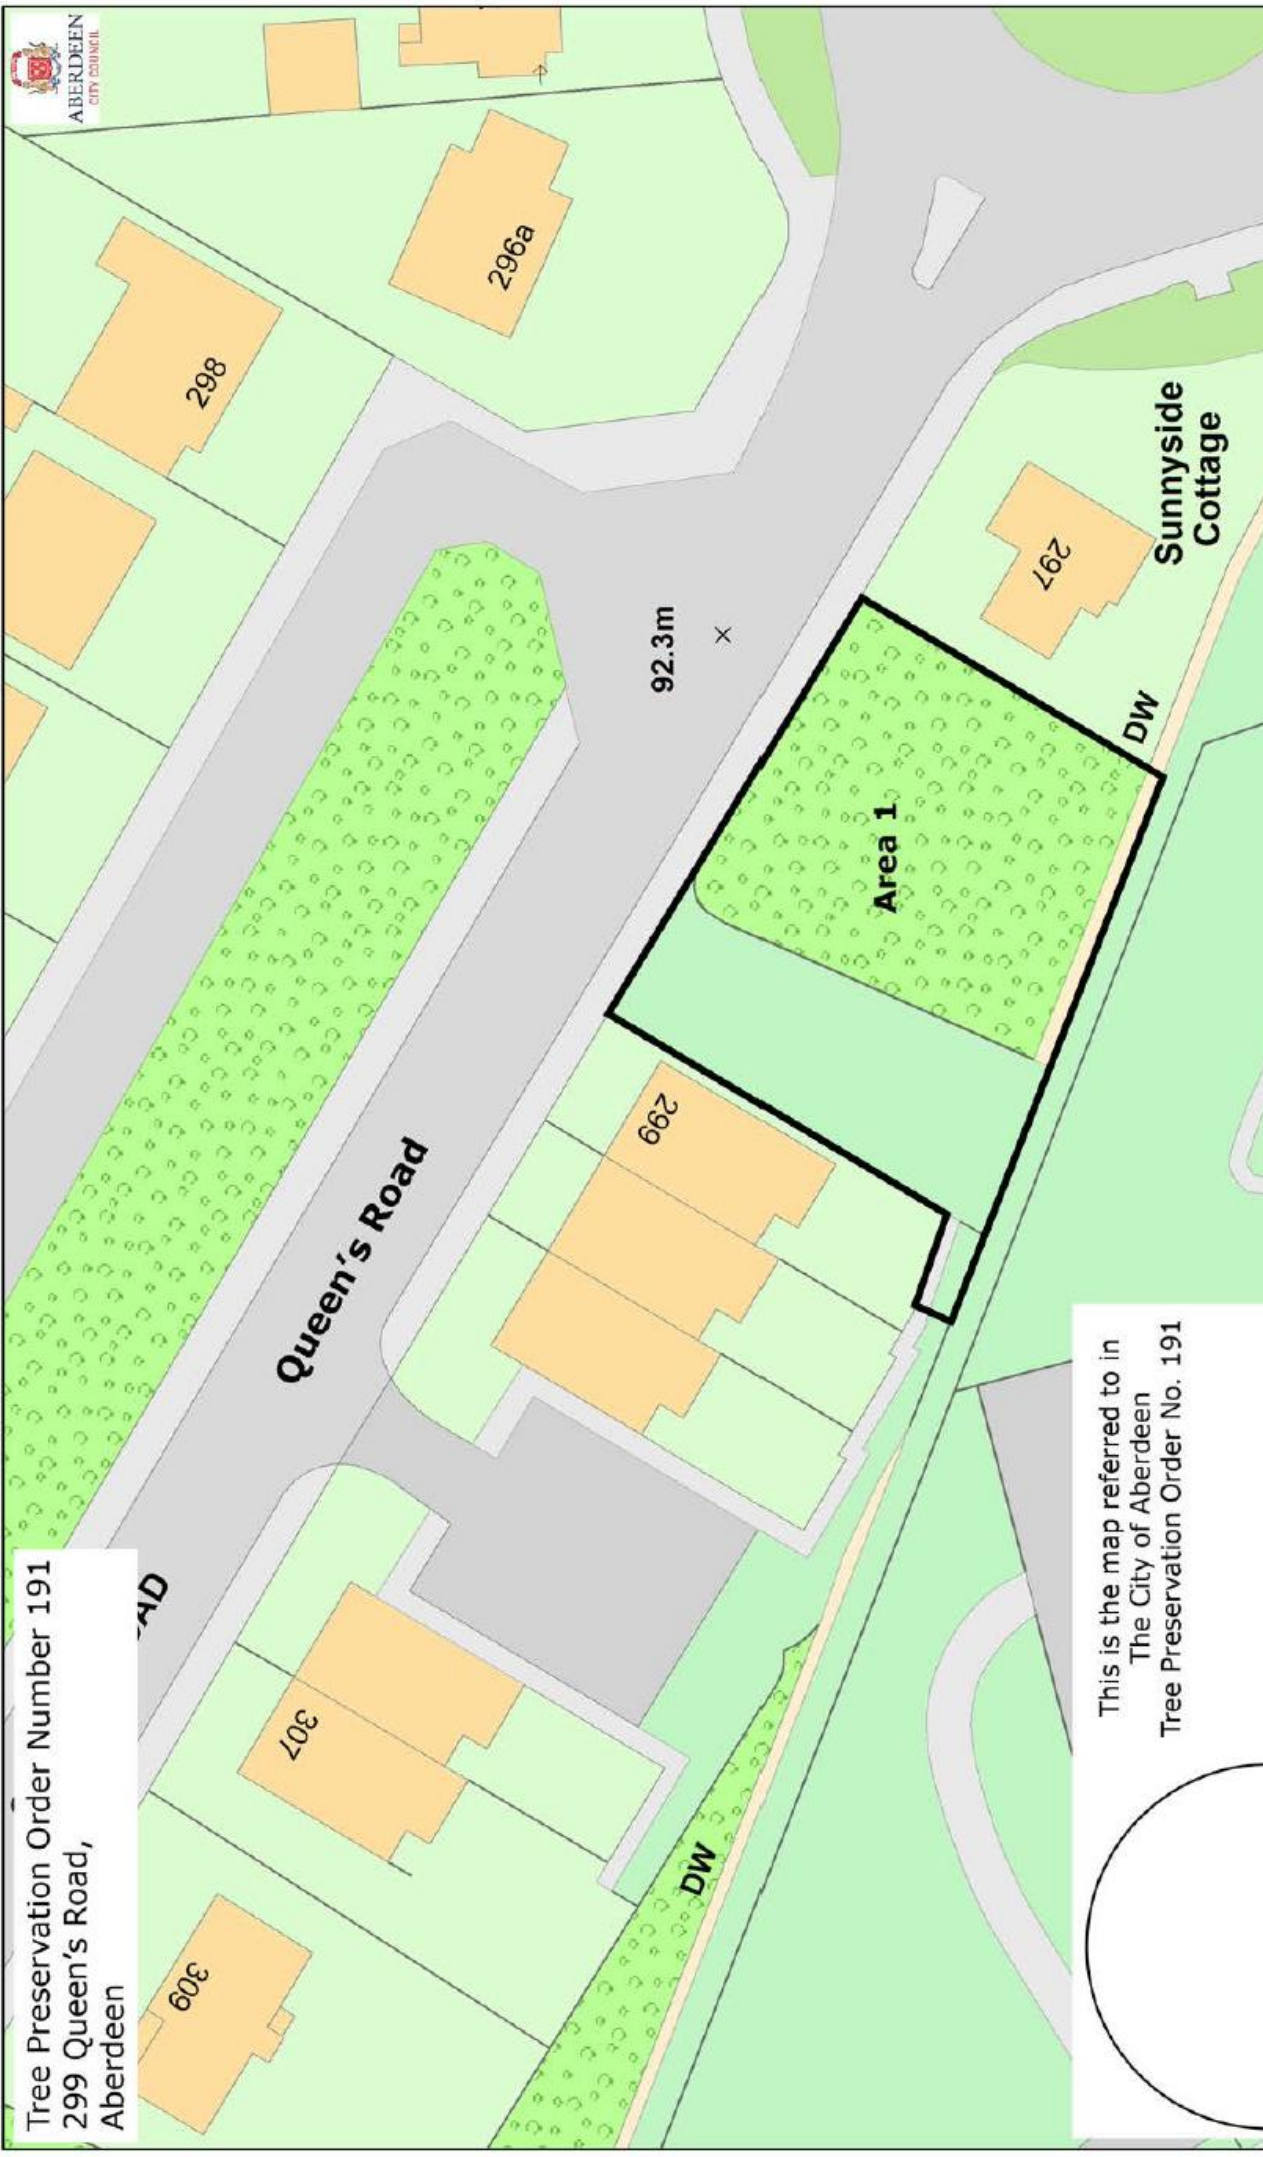 Tree Preservation Order Number 191
299 Queen's Road,
Aberdeen
ABERDEEN
CITY COUNCIL
OAD
Queen's Road
298
296a
92.3m
309
307
299
297
Area 1
Sunnyside
Cottage
DW
DW
This is the map referred to in
The City of Aberdeen
Tree Preservation Order No. 191